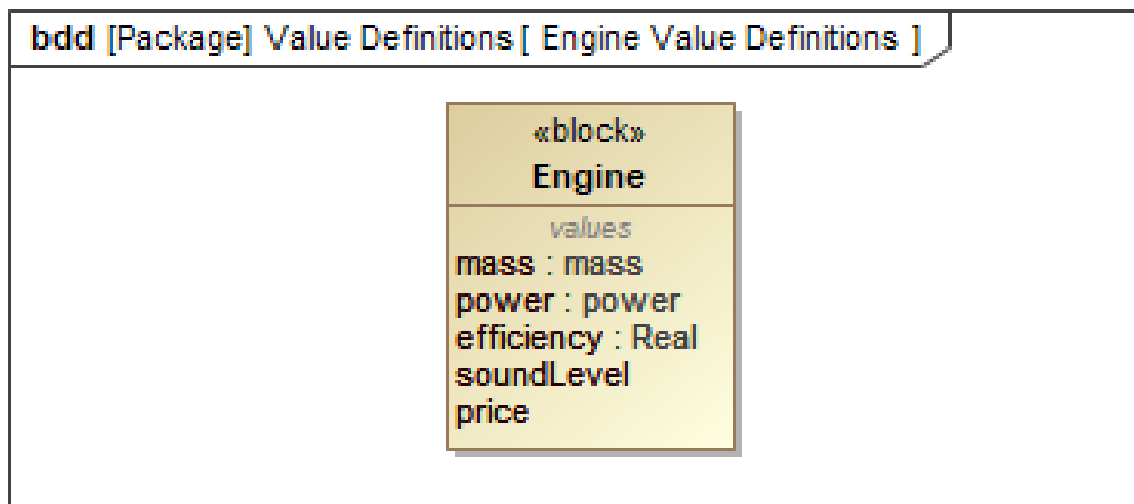 bdd [Package] Value Definitions [ Engine Value Definitions ]
«block»
Engine
values
mass : mass
power : power
efficiency : Real
soundLevel
price